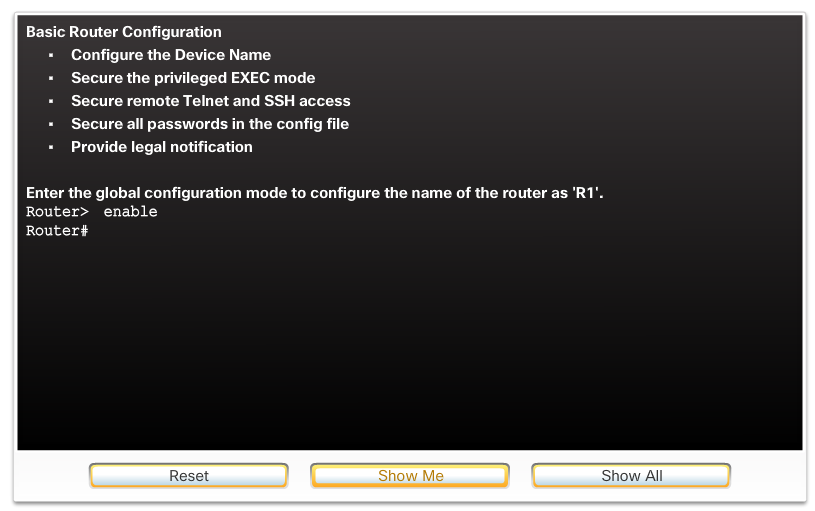 Basic Router Configuration
▪ Configure the Device Name
▪ Secure the privileged EXEC mode
▪ Secure remote Telnet and SSH access
▪ Secure all passwords in the config file
▪ Provide legal notification
Enter the global configuration mode to configure the name of the router as 'R1'.
Router> enable
Router#
Reset
Show Me
Show All